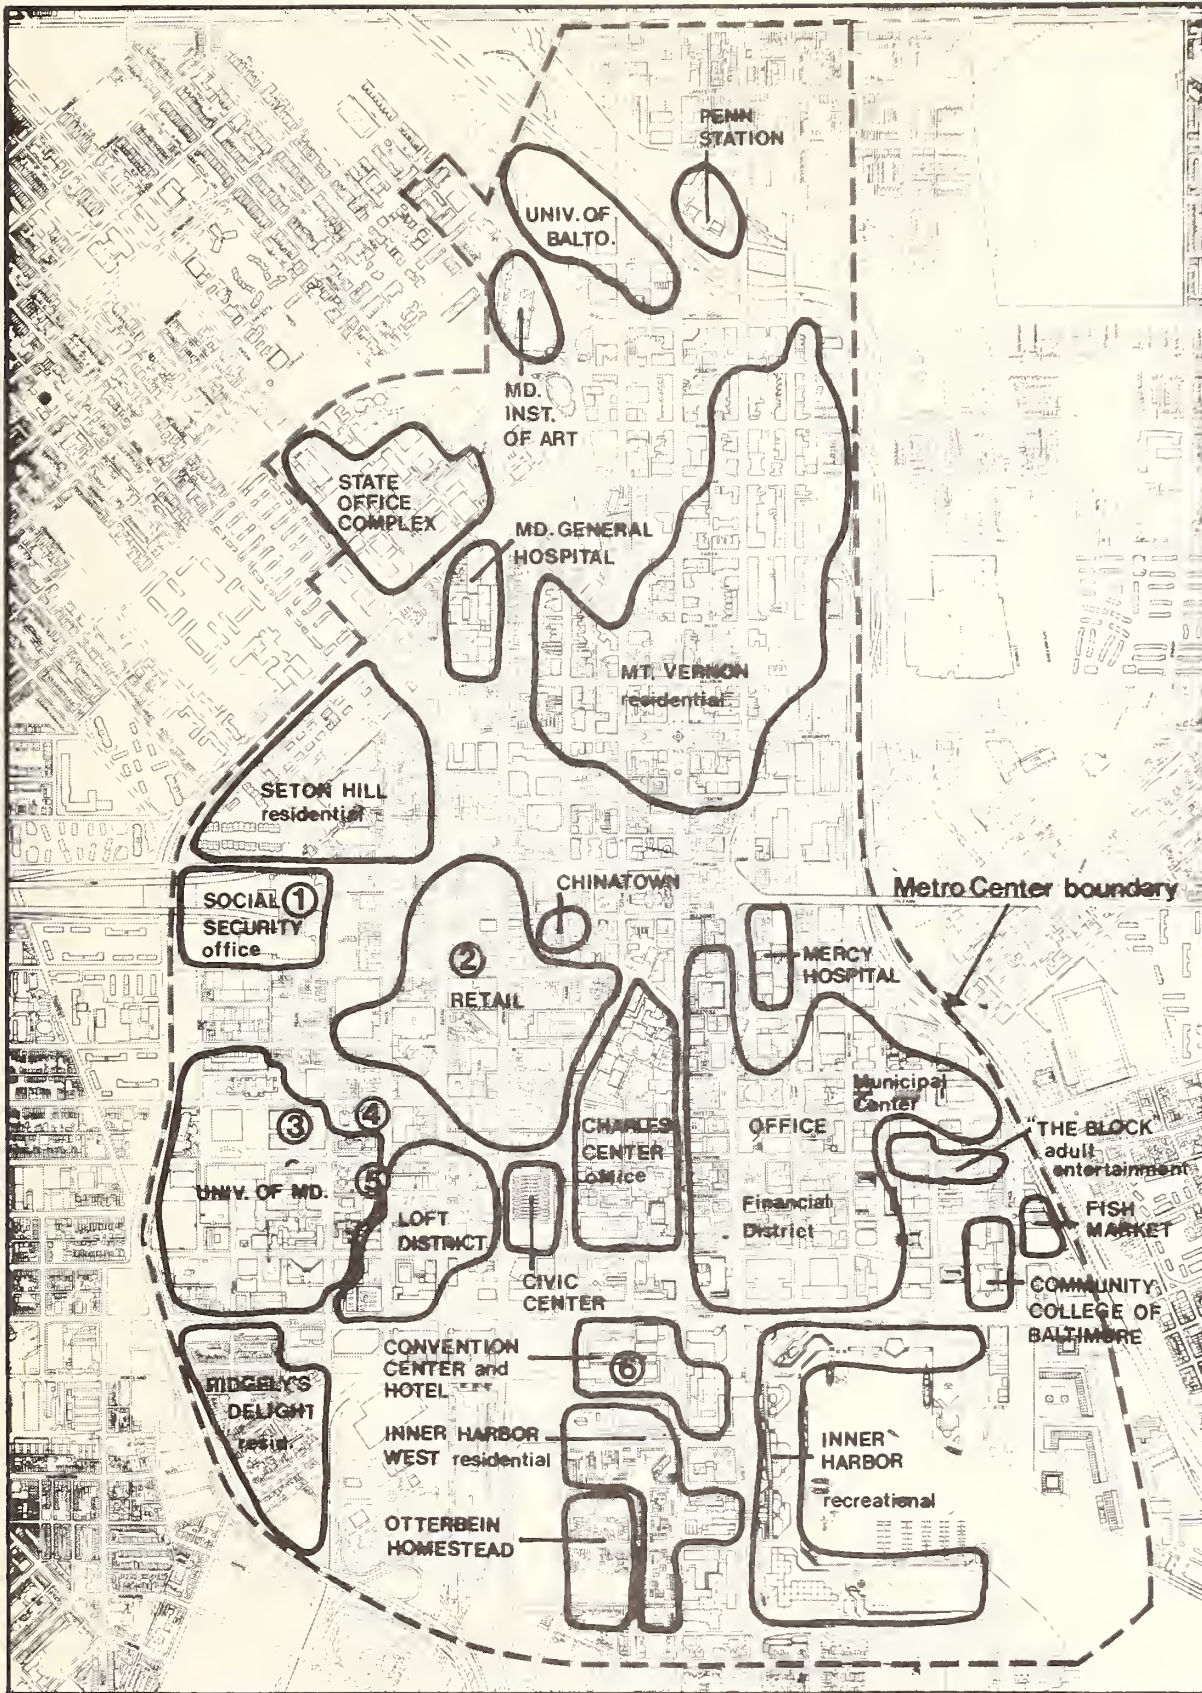 PENN
STATION
UNIV. OF
BALTO.
MD.
INST.
OF ART
STATE
OFFICE
COMPLEX
MD. GENERAL
HOSPITAL
MT. VERNON
residential
SETON HILL
residential
CHINATOWN
Metro Center boundary
SOCIAL 1
SECURITY
office
2
RETAIL
MERCY
HOSPITAL
Municipal
Center
3
4
CHARLES
CENTER
office
OFFICE
"THE BLOCK"
adult
entertainment
5
UNIV. OF MD.
LOFT
DISTRICT
Financial
District
FISH
MARKET
CIVIC
CENTER
COMMUNITY
COLLEGE OF
BALTIMORE
CONVENTION
CENTER and
HOTEL
6
RIDGELY'S
DELIGHT
resid.
INNER HARBOR
WEST residential
INNER
HARBOR
recreational
OTTERBEIN
HOMESTEAD